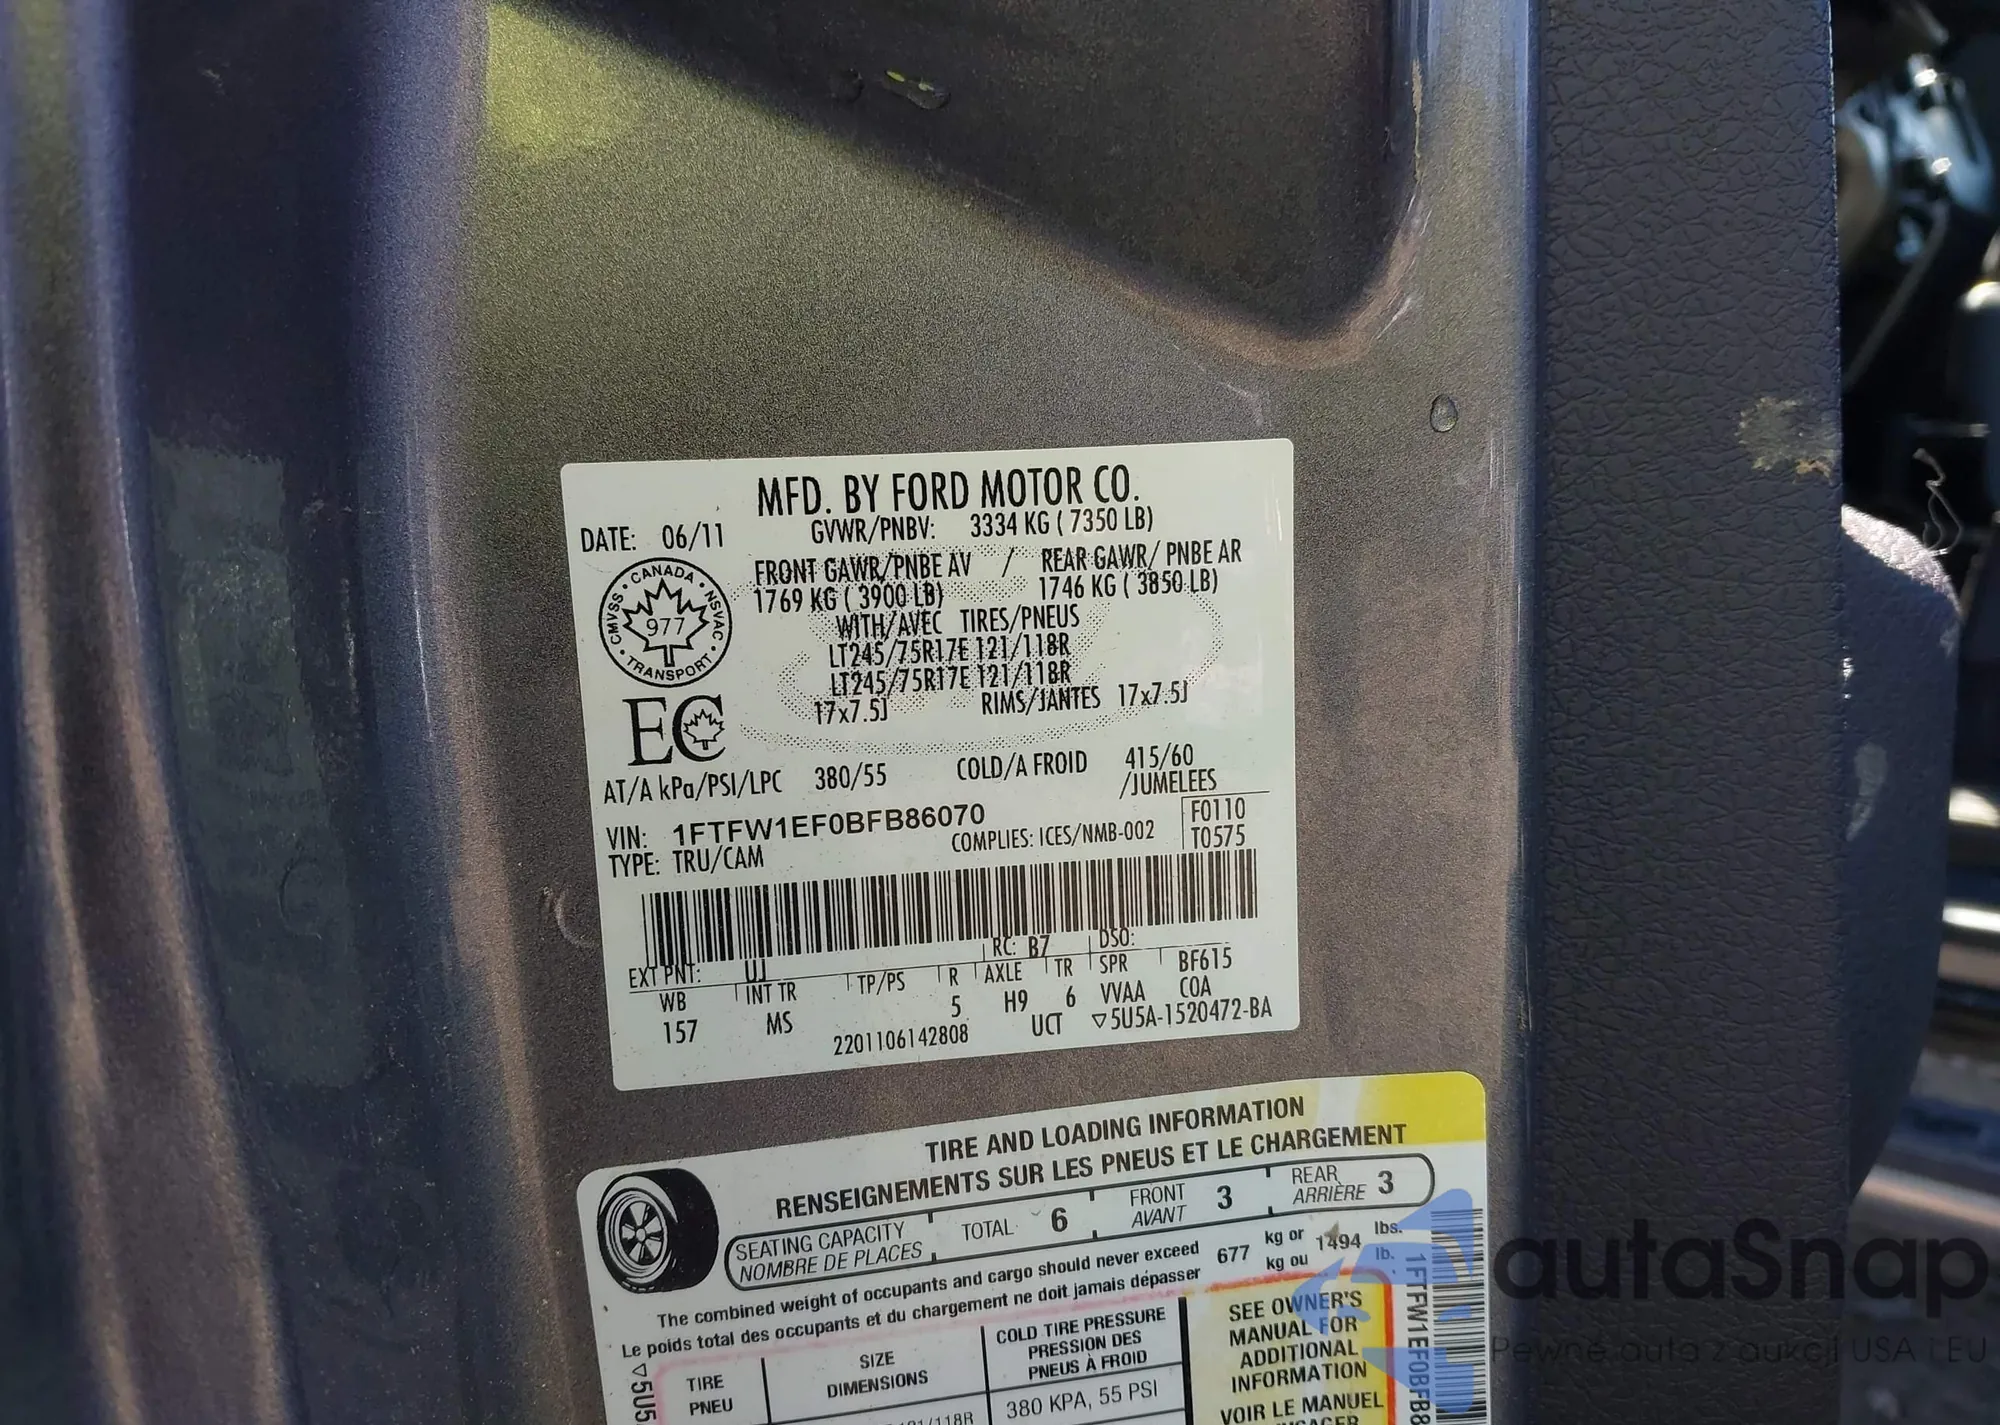 MFD. BY FORD MOTOR CO.
DATE: 06/11 GVWR/PNBV: 3334 KG ( 7350 LB)
FRONT GAWR/PNBE AV / REAR GAWR/ PNBE AR
1769 KG ( 3900 LB) 1746 KG ( 3850 LB)
WITH/AVEC TIRES/PNEUS
LT245/75R17E 121/118R
LT245/75R17E 121/118R
17x7.5J RIMS/JANTES 17x7.5J
CANADA • NSVAC • TRANSPORT • CMVSS
977
EC
AT/A kPa/PSI/LPC 380/55 COLD/A FROID 415/60
/JUMELEES
VIN: 1FTFW1EF0BFB86070 F0110
TYPE: TRU/CAM COMPLIES: ICES/NMB-002 T0575
RC: B7 DSO:
EXT PNT: UJ BF615
WB INT TR TP/PS R AXLE TR SPR COA
157 MS 5 H9 6 VVAA
2201106142808 UCT ▽5U5A-1520472-BA
TIRE AND LOADING INFORMATION
RENSEIGNEMENTS SUR LES PNEUS ET LE CHARGEMENT
SEATING CAPACITY TOTAL 6 FRONT 3 REAR 3
NOMBRE DE PLACES AVANT ARRIÈRE
The combined weight of occupants and cargo should never exceed 677 kg or 1494 lbs.
Le poids total des occupants et du chargement ne doit jamais dépasser kg ou lb.
TIRE SIZE COLD TIRE PRESSURE
PNEU DIMENSIONS PRESSION DES
PNEUS À FROID
/118R 380 KPA, 55 PSI
SEE OWNER'S
MANUAL FOR
ADDITIONAL
INFORMATION
VOIR LE MANUEL
▽5U5
1FTFW1EF0BFB8
autaSnap
Pewne auta z aukcji USA i EU